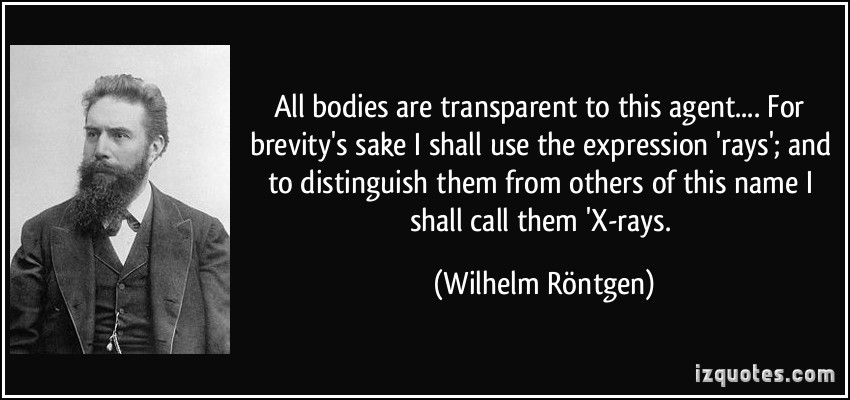 All bodies are transparent to this agent.... For
brevity's sake I shall use the expression 'rays'; and
to distinguish them from others of this name I
shall call them 'X-rays.
(Wilhelm Röntgen)
izquotes.com